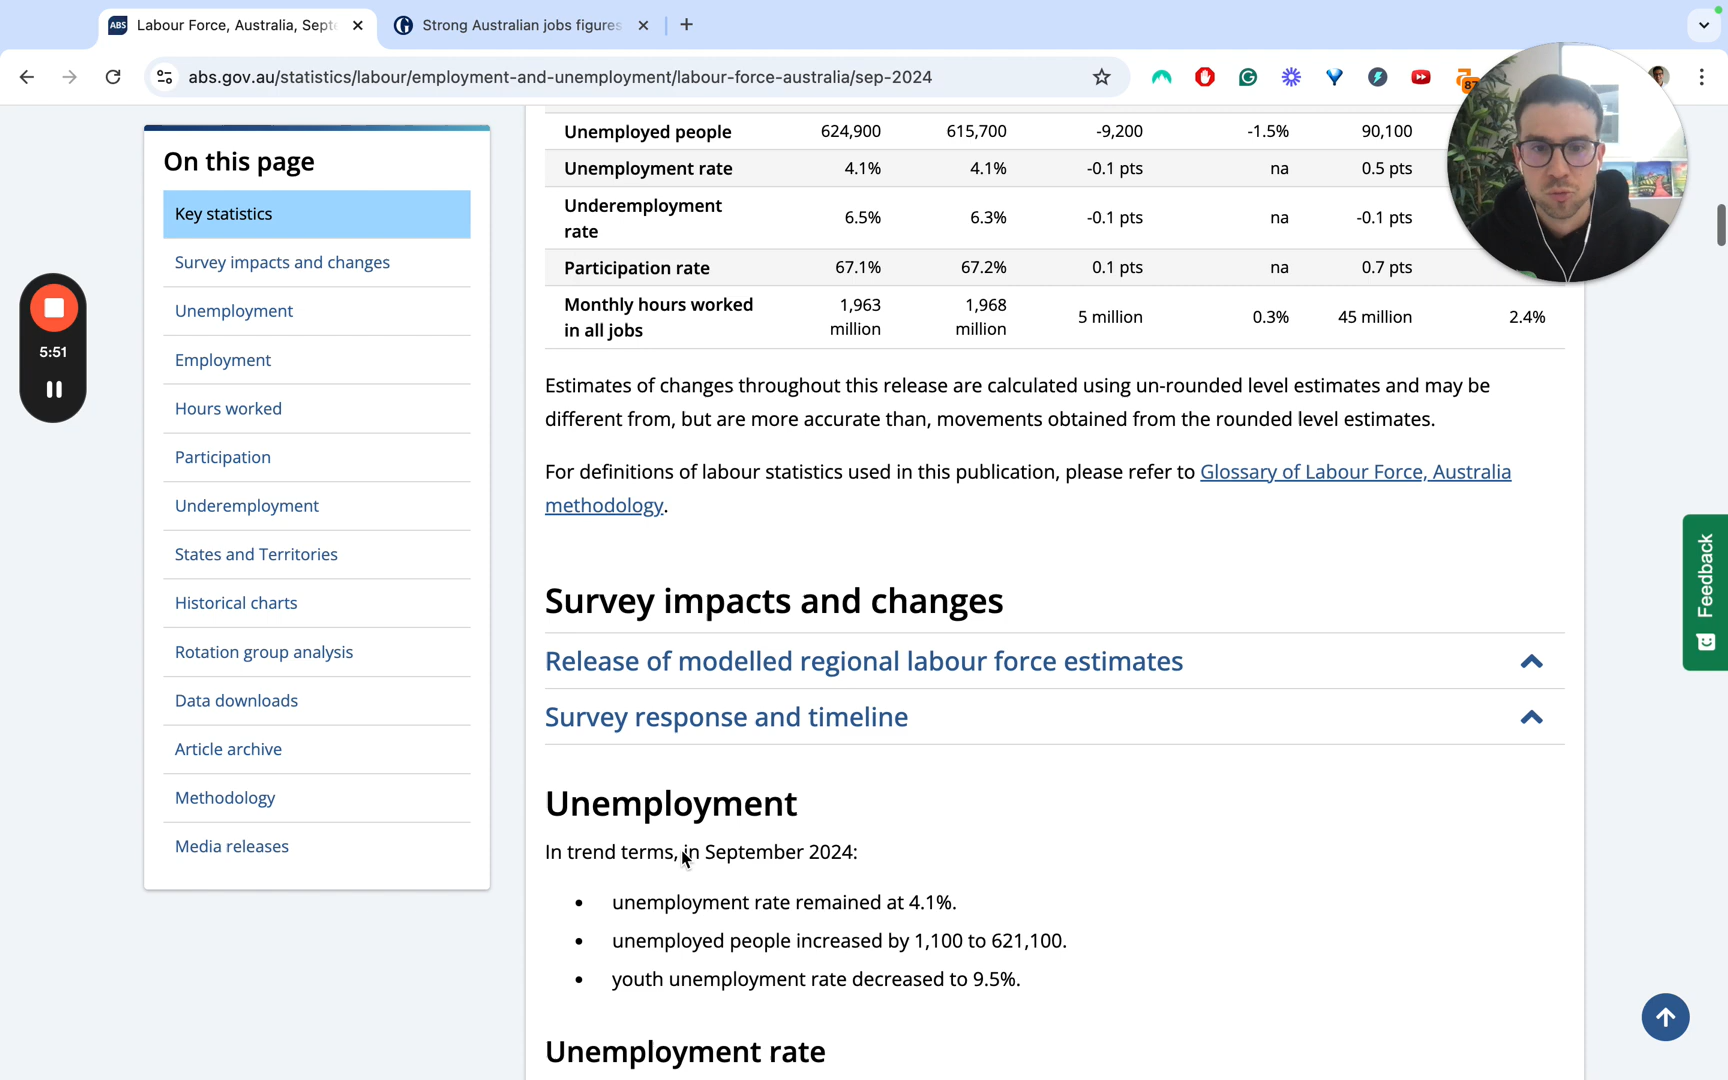 ABS
Labour Force, Australia, Septe
Strong Australian jobs figures
abs.gov.au/statistics/labour/employment-and-unemployment/labour-force-australia/sep-2024
87
5:51
On this page
Key statistics
Survey impacts and changes
Unemployment
Employment
Hours worked
Participation
Underemployment
States and Territories
Historical charts
Rotation group analysis
Data downloads
Article archive
Methodology
Media releases
Unemployed people 624,900 615,700 -9,200 -1.5% 90,100
Unemployment rate 4.1% 4.1% -0.1 pts na 0.5 pts
Underemployment
rate 6.5% 6.3% -0.1 pts na -0.1 pts
Participation rate 67.1% 67.2% 0.1 pts na 0.7 pts
Monthly hours worked 1,963 1,968
in all jobs million million 5 million 0.3% 45 million 2.4%
Estimates of changes throughout this release are calculated using un-rounded level estimates and may be
different from, but are more accurate than, movements obtained from the rounded level estimates.
For definitions of labour statistics used in this publication, please refer to Glossary of Labour Force, Australia
methodology.
Survey impacts and changes
Release of modelled regional labour force estimates
Survey response and timeline
Unemployment
In trend terms, in September 2024:
• unemployment rate remained at 4.1%.
• unemployed people increased by 1,100 to 621,100.
• youth unemployment rate decreased to 9.5%.
Unemployment rate
Feedback